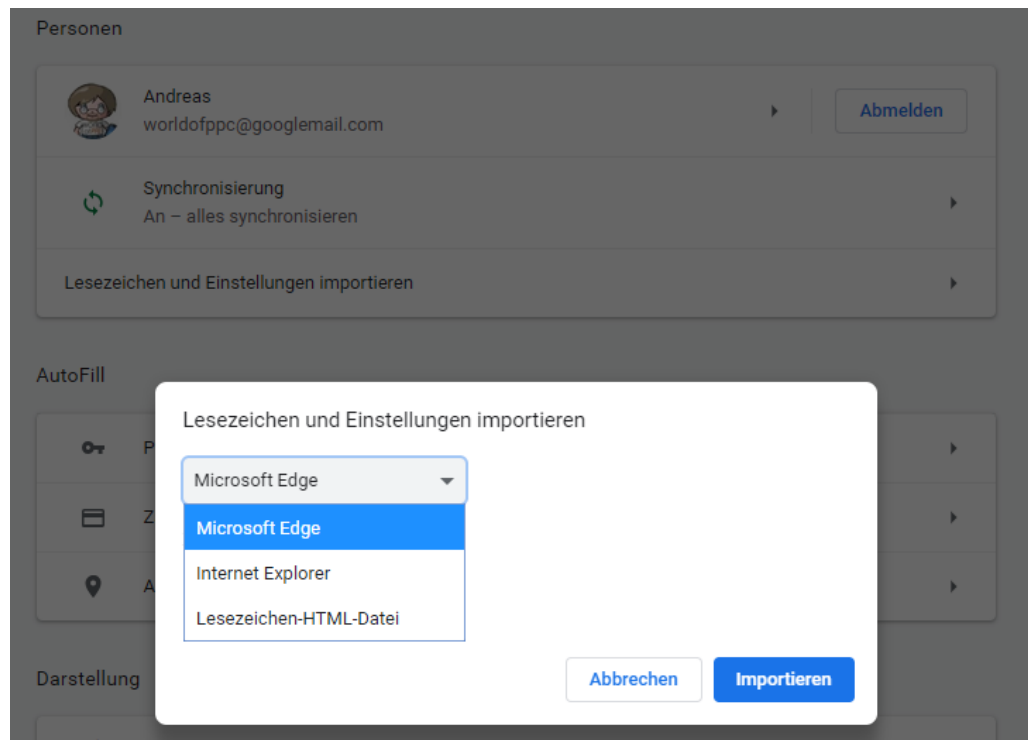 Personen
Andreas
worldofppc@googlemail.com
Abmelden
Synchronisierung
An – alles synchronisieren
Lesezeichen und Einstellungen importieren
AutoFill
Lesezeichen und Einstellungen importieren
P
Microsoft Edge
Z
Microsoft Edge
Internet Explorer
A
Lesezeichen-HTML-Datei
Darstellung
Abbrechen
Importieren